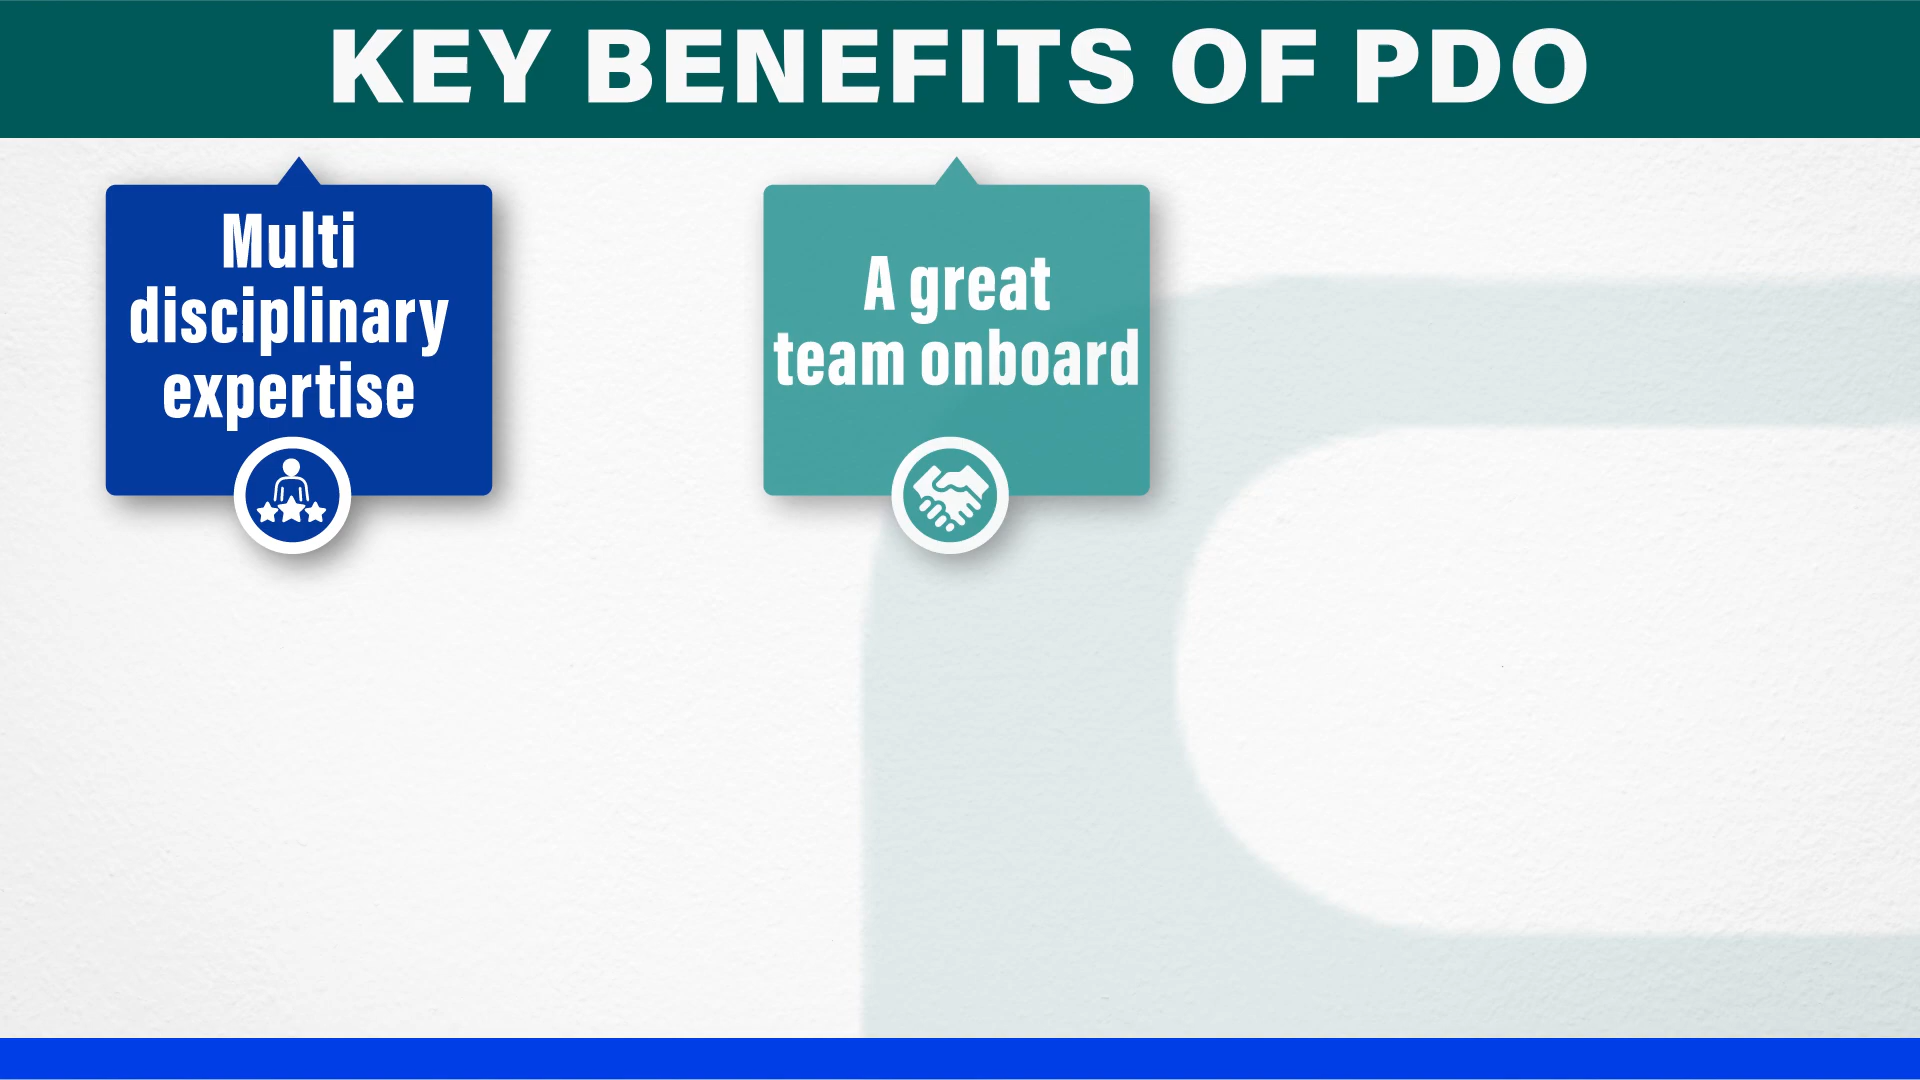 KEY BENEFITS OF PDO
Multi
disciplinary
expertise
A great
team onboard